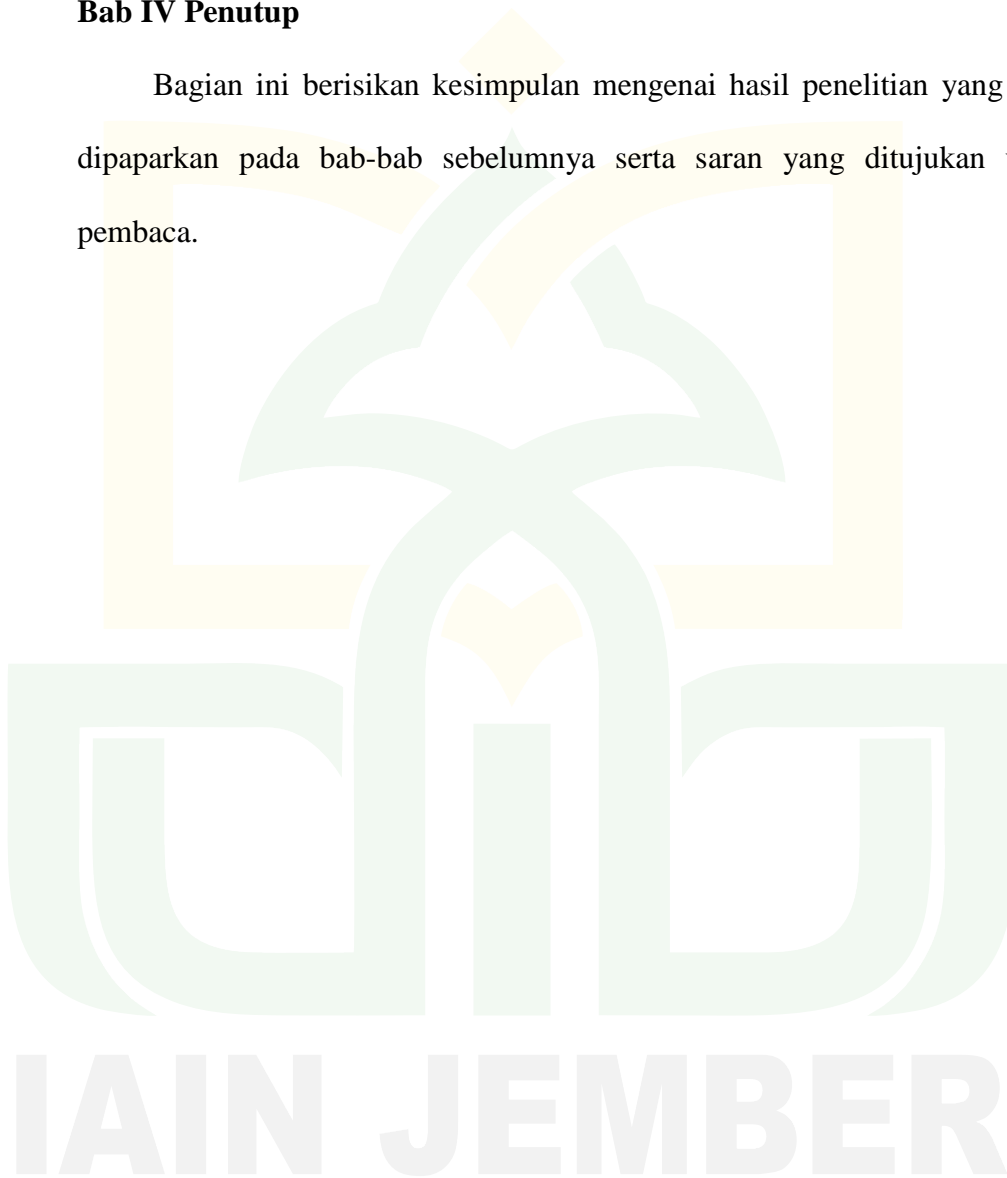 Bab IV Penutup
Bagian ini berisikan kesimpulan mengenai hasil penelitian yang
dipaparkan pada bab-bab sebelumnya serta saran yang ditujukan
pembaca.
IAIN JEMBER